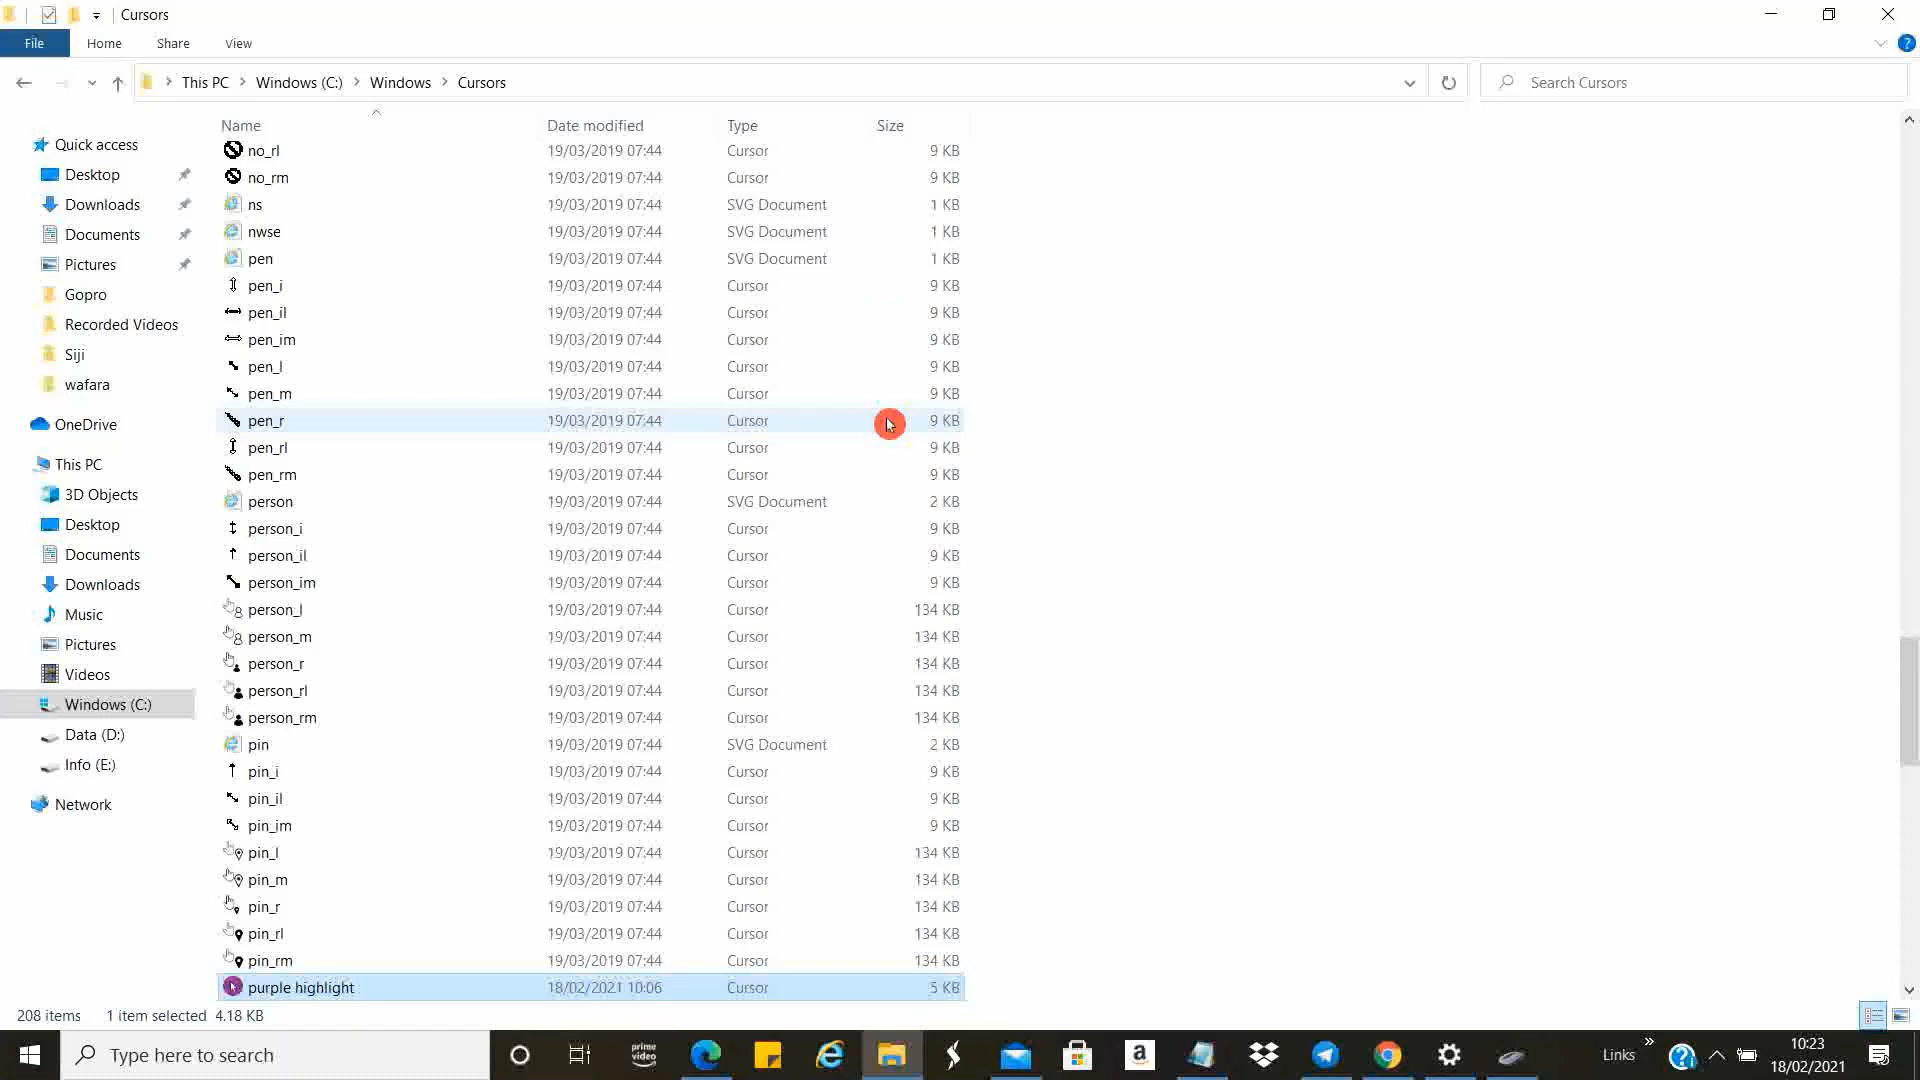 Cursors
File Home Share View
This PC Windows (C:) Windows Cursors Search Cursors
Name Date modified Type Size
Quick access
Desktop
Downloads
Documents
Pictures
Gopro
Recorded Videos
Siji
wafara
OneDrive
This PC
3D Objects
Desktop
Documents
Downloads
Music
Pictures
Videos
Windows (C:)
Data (D:)
Info (E:)
Network
no_rl 19/03/2019 07:44 Cursor 9 KB
no_rm 19/03/2019 07:44 Cursor 9 KB
ns 19/03/2019 07:44 SVG Document 1 KB
nwse 19/03/2019 07:44 SVG Document 1 KB
pen 19/03/2019 07:44 SVG Document 1 KB
pen_i 19/03/2019 07:44 Cursor 9 KB
pen_il 19/03/2019 07:44 Cursor 9 KB
pen_im 19/03/2019 07:44 Cursor 9 KB
pen_l 19/03/2019 07:44 Cursor 9 KB
pen_m 19/03/2019 07:44 Cursor 9 KB
pen_r 19/03/2019 07:44 Cursor 9 KB
pen_rl 19/03/2019 07:44 Cursor 9 KB
pen_rm 19/03/2019 07:44 Cursor 9 KB
person 19/03/2019 07:44 SVG Document 2 KB
person_i 19/03/2019 07:44 Cursor 9 KB
person_il 19/03/2019 07:44 Cursor 9 KB
person_im 19/03/2019 07:44 Cursor 9 KB
person_l 19/03/2019 07:44 Cursor 134 KB
person_m 19/03/2019 07:44 Cursor 134 KB
person_r 19/03/2019 07:44 Cursor 134 KB
person_rl 19/03/2019 07:44 Cursor 134 KB
person_rm 19/03/2019 07:44 Cursor 134 KB
pin 19/03/2019 07:44 SVG Document 2 KB
pin_i 19/03/2019 07:44 Cursor 9 KB
pin_il 19/03/2019 07:44 Cursor 9 KB
pin_im 19/03/2019 07:44 Cursor 9 KB
pin_l 19/03/2019 07:44 Cursor 134 KB
pin_m 19/03/2019 07:44 Cursor 134 KB
pin_r 19/03/2019 07:44 Cursor 134 KB
pin_rl 19/03/2019 07:44 Cursor 134 KB
pin_rm 19/03/2019 07:44 Cursor 134 KB
purple highlight 18/02/2021 10:06 Cursor 5 KB
208 items 1 item selected 4.18 KB
Type here to search
prime video
a
Links
10:23
18/02/2021